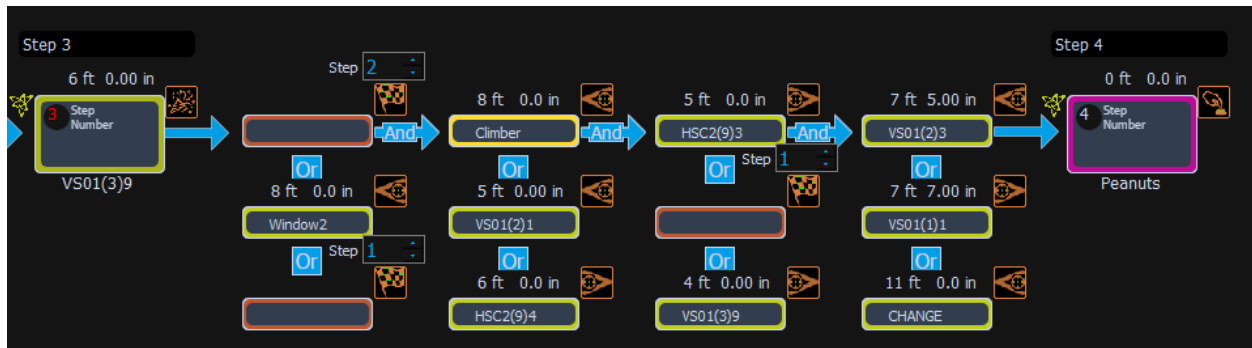 Step 3
Step 4
6 ft 0.00 in
3 Step
Number
VS01(3)9
Step 2
And
Or
8 ft 0.0 in
Window2
Or
Step 1
8 ft 0.0 in
Climber
And
Or
5 ft 0.00 in
VS01(2)1
Or
6 ft 0.0 in
HSC2(9)4
5 ft 0.0 in
HSC2(9)3
And
Or
Step 1
Or
4 ft 0.00 in
VS01(3)9
7 ft 5.00 in
VS01(2)3
Or
7 ft 7.00 in
VS01(1)1
Or
11 ft 0.0 in
CHANGE
0 ft 0.0 in
4 Step
Number
Peanuts